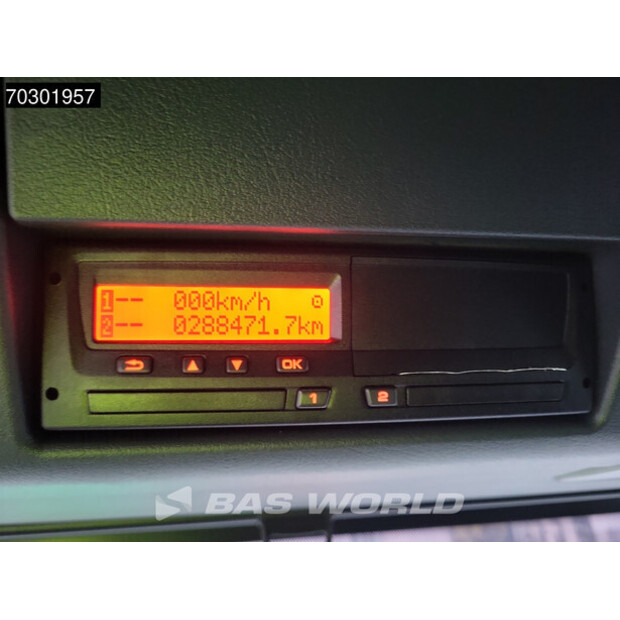 70301957
1-- 000km/h
2-- 0288471.7km
OK
1 2
BAS WORLD